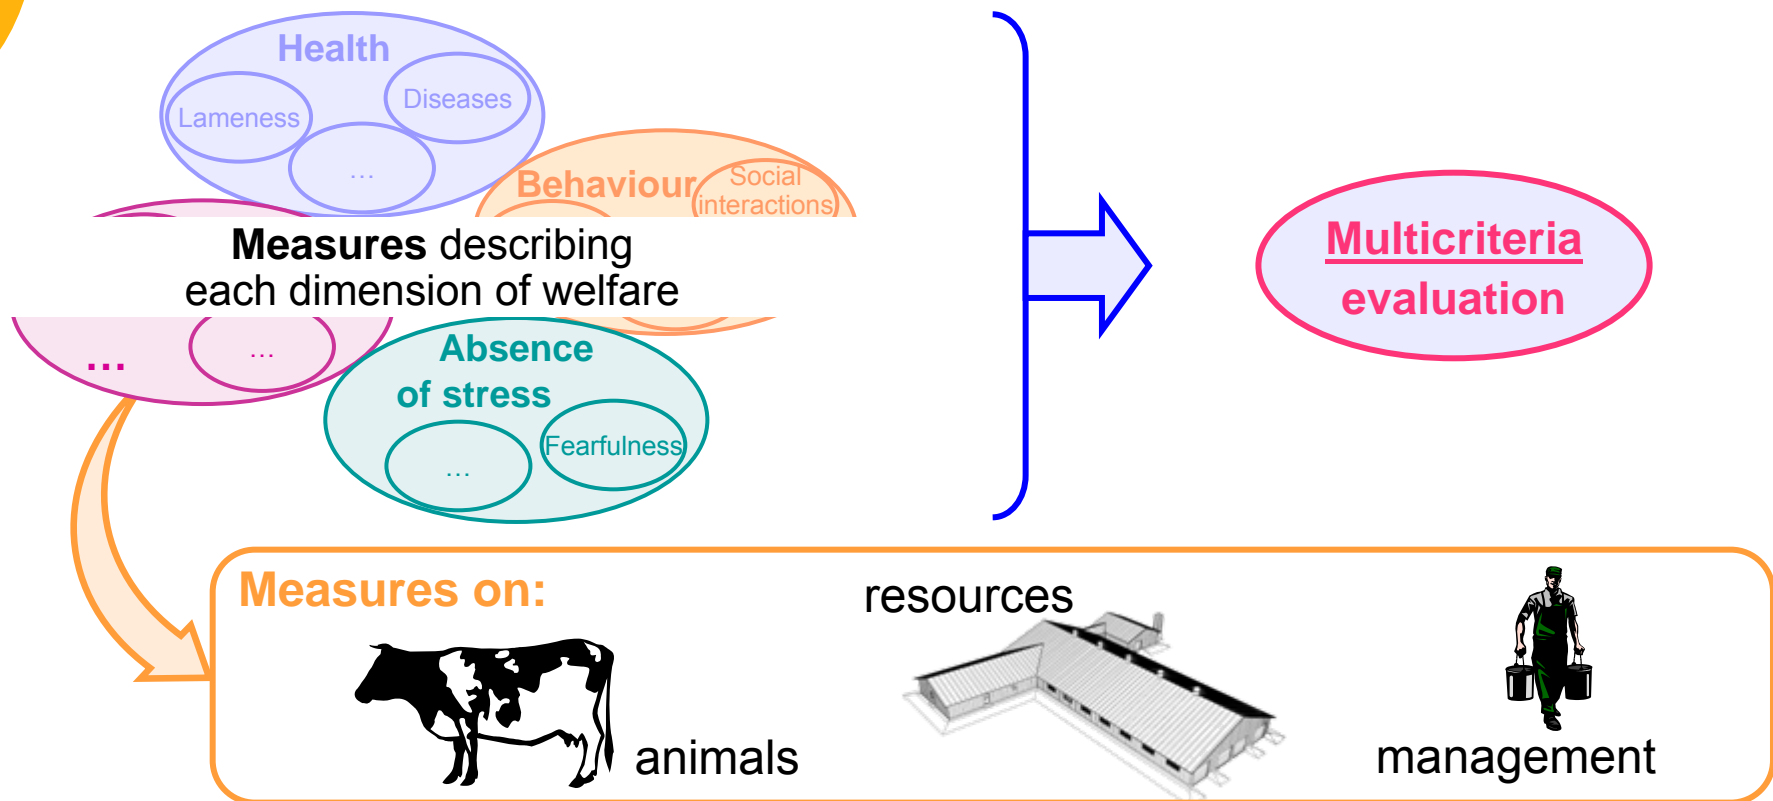 Health
Lameness
Diseases
…
Behaviour
Social
interactions
Measures describing
each dimension of welfare
…
…
Absence
of stress
…
Fearfulness
Multicriteria
evaluation
Measures on:
animals
resources
management